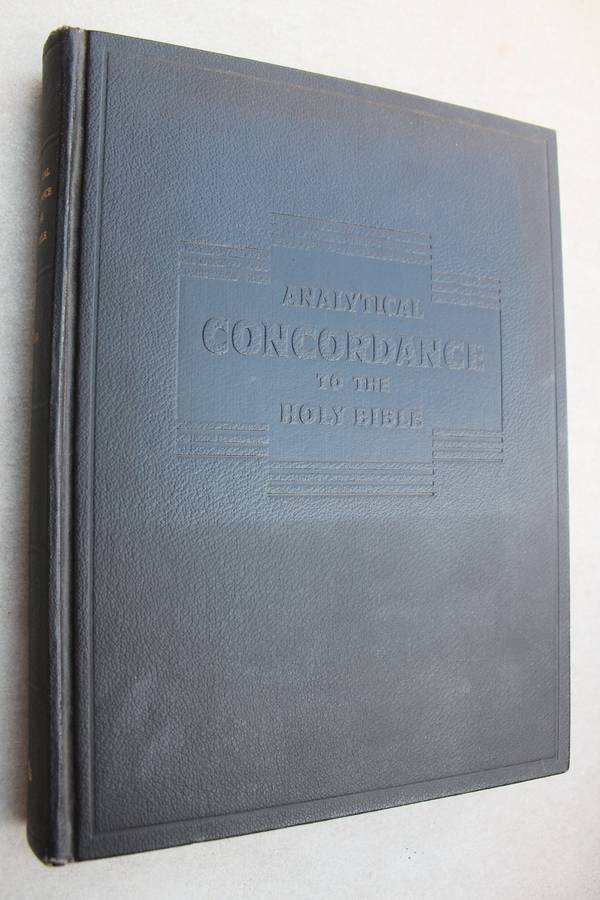 ANALYTICAL
CONCORDANCE
TO THE
HOLY BIBLE